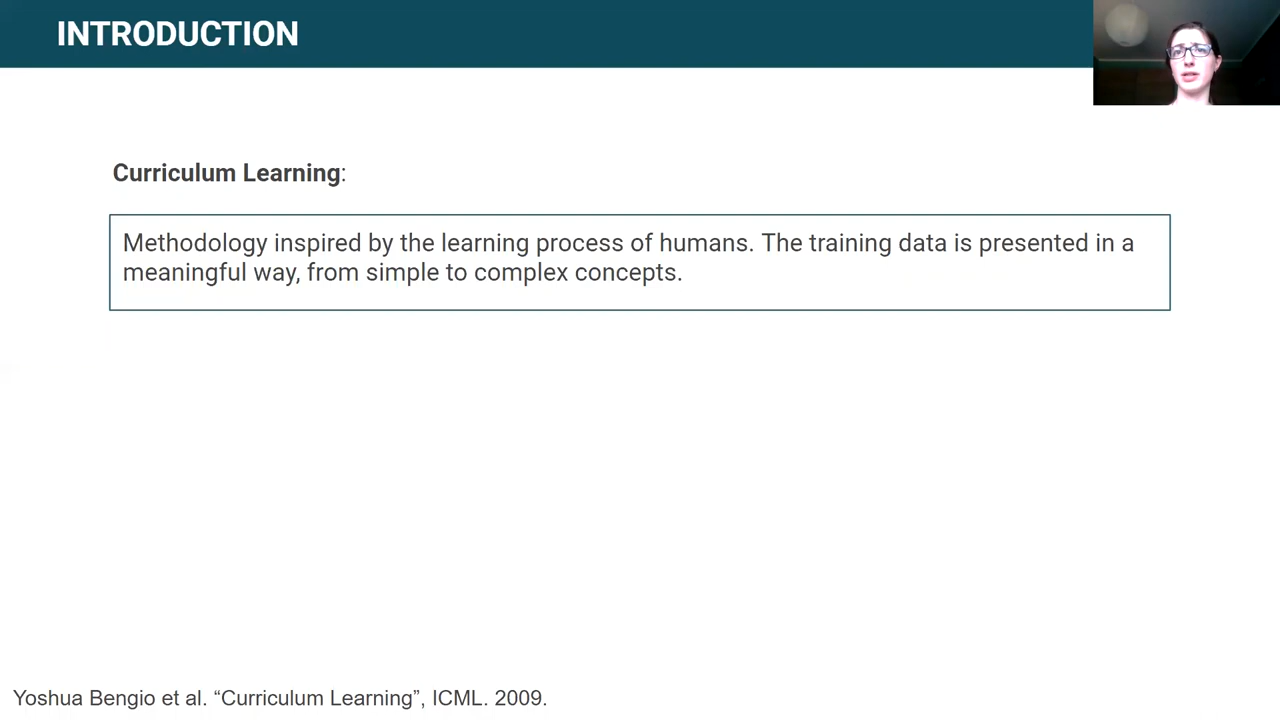 INTRODUCTION
Curriculum Learning:
Methodology inspired by the learning process of humans. The training data is presented in a
meaningful way, from simple to complex concepts.
Yoshua Bengio et al. “Curriculum Learning”, ICML. 2009.